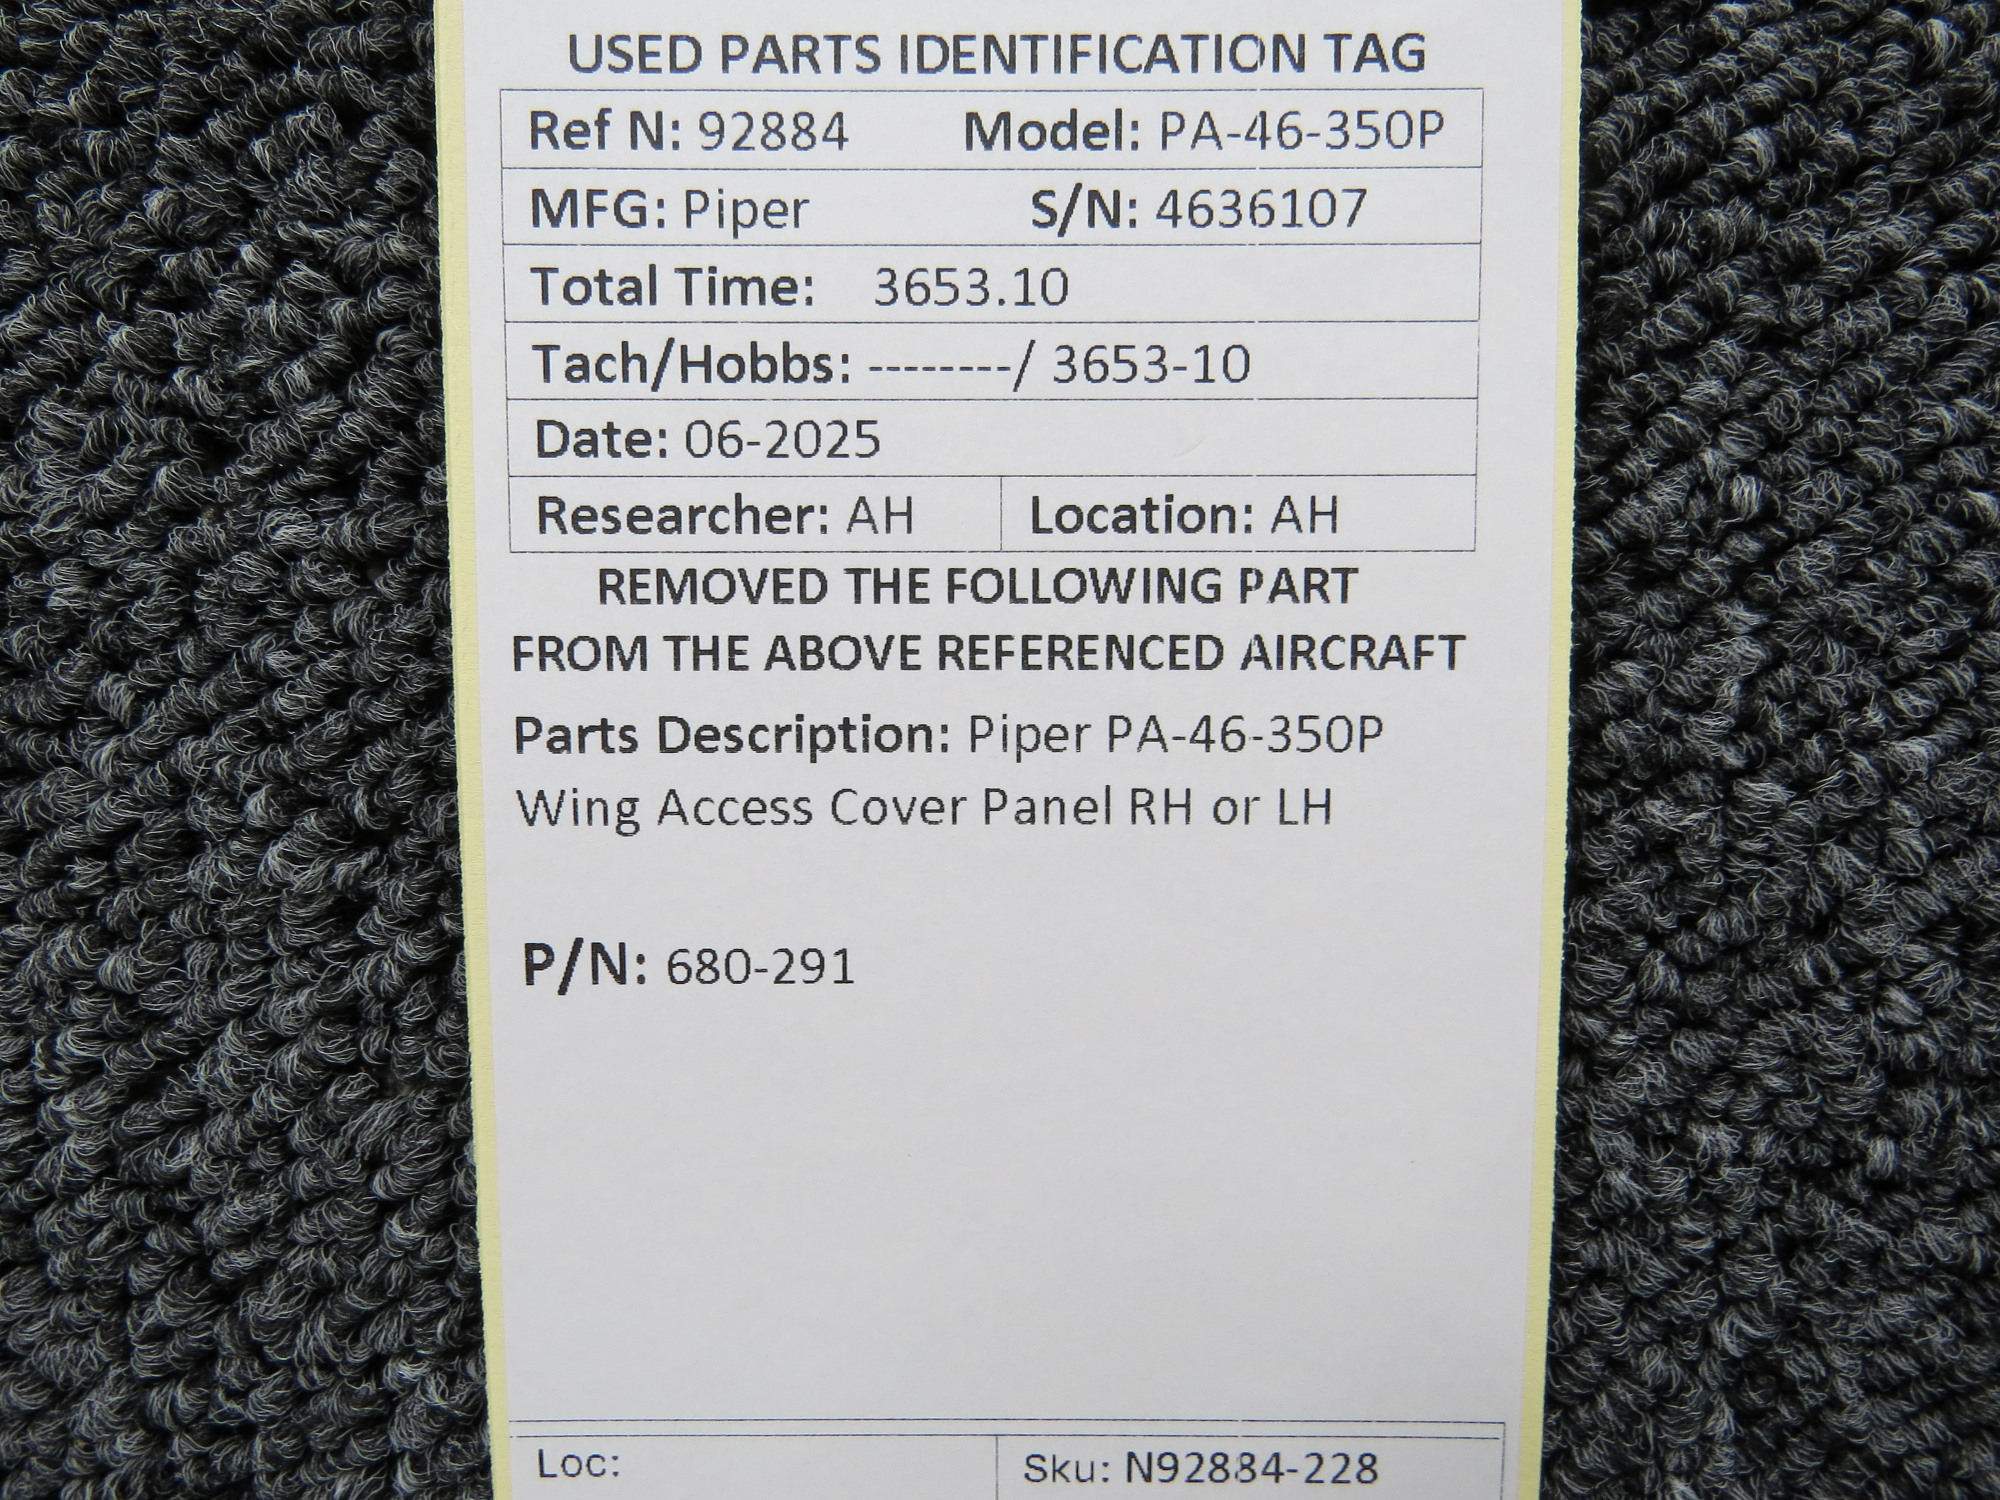 USED PARTS IDENTIFICATION TAG
Ref N: 92884 Model: PA-46-350P
MFG: Piper S/N: 4636107
Total Time: 3653.10
Tach/Hobbs: --------/ 3653-10
Date: 06-2025
Researcher: AH Location: AH
REMOVED THE FOLLOWING PART
FROM THE ABOVE REFERENCED AIRCRAFT
Parts Description: Piper PA-46-350P
Wing Access Cover Panel RH or LH
P/N: 680-291
Loc: Sku: N92884-228